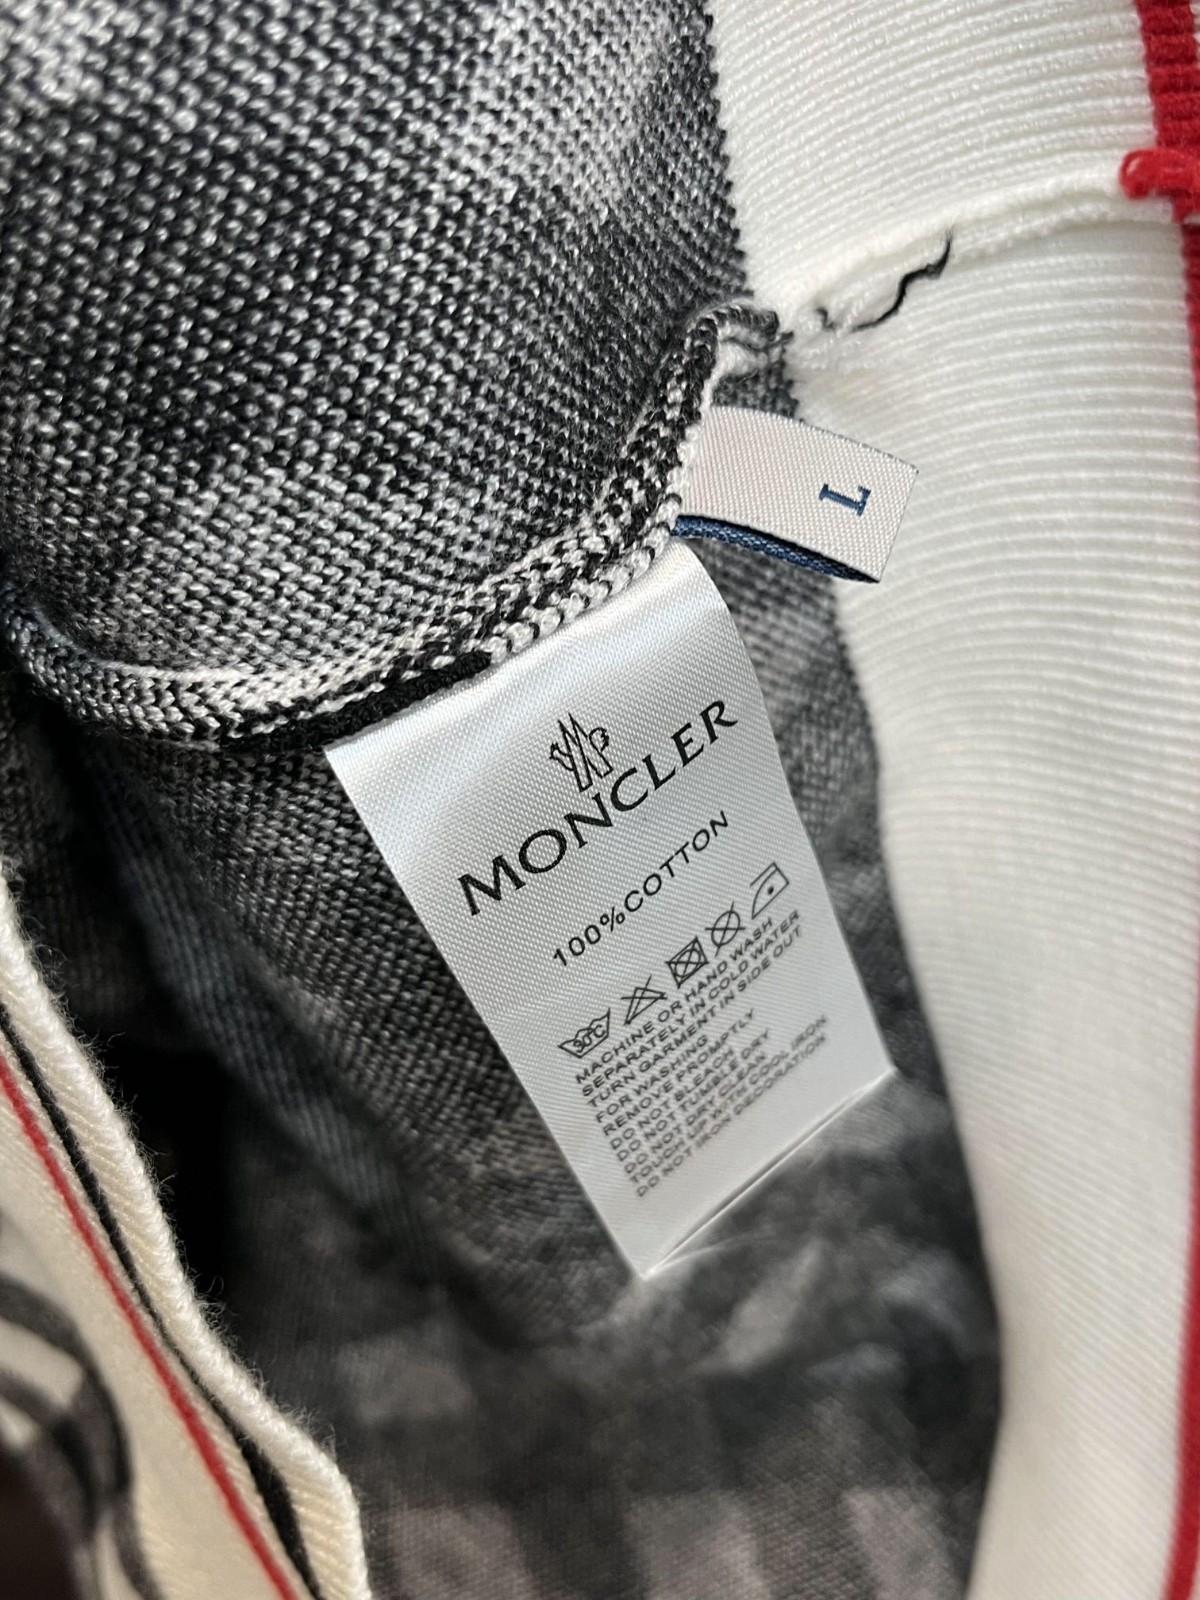 L
MONCLER
100%COTTON
30°C
MACHINE OR HAND WASH
SEPARATELY IN COLD WATER
TURN GARMENT IN SIDE OUT
FOR WASHING
REMOVE PROMPTLY
DO NOT BLEACH
DO NOT TUMBLE DRY
DO NOT DRY CLEAN
TOUCH UP WITH COOL IRON
DO NOT IRON DECORATION